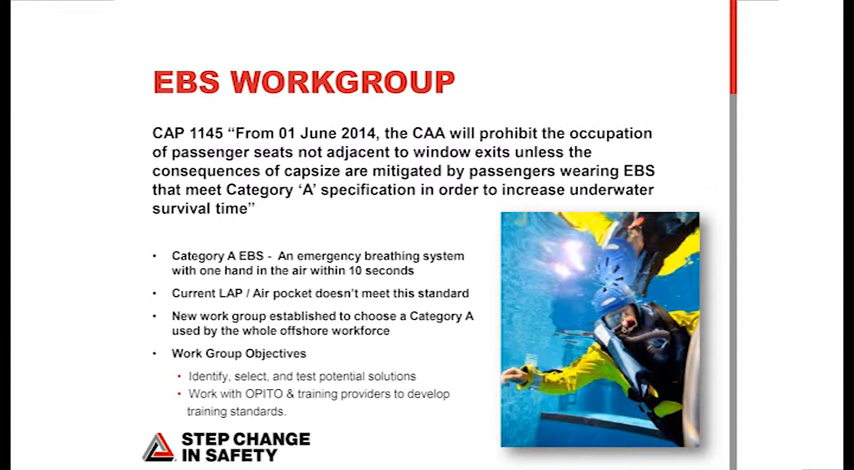 EBS WORKGROUP
CAP 1145 “From 01 June 2014, the CAA will prohibit the occupation
of passenger seats not adjacent to window exits unless the
consequences of capsize are mitigated by passengers wearing EBS
that meet Category ‘A’ specification in order to increase underwater
survival time”
• Category A EBS - An emergency breathing system
with one hand in the air within 10 seconds
• Current LAP / Air pocket doesn’t meet this standard
• New work group established to choose a Category A
used by the whole offshore workforce
• Work Group Objectives
• Identify, select, and test potential solutions
• Work with OPITO & training providers to develop
training standards.
STEP CHANGE
IN SAFETY